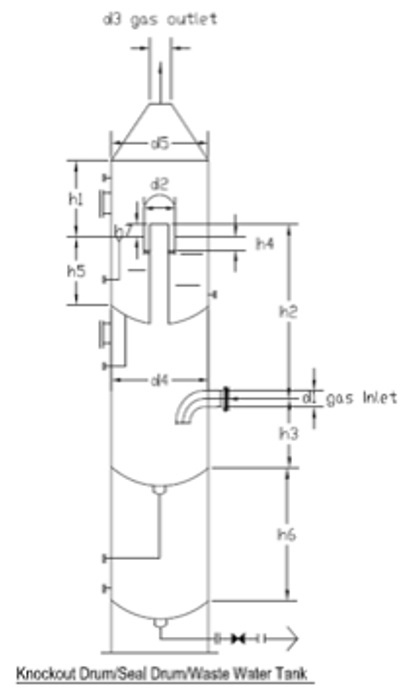 d3 gas outlet
d5
h1
d2
h7
h4
h5
h2
d4
d1 gas Inlet
h3
h6
Knockout Drum/Seal Drum/Waste Water Tank